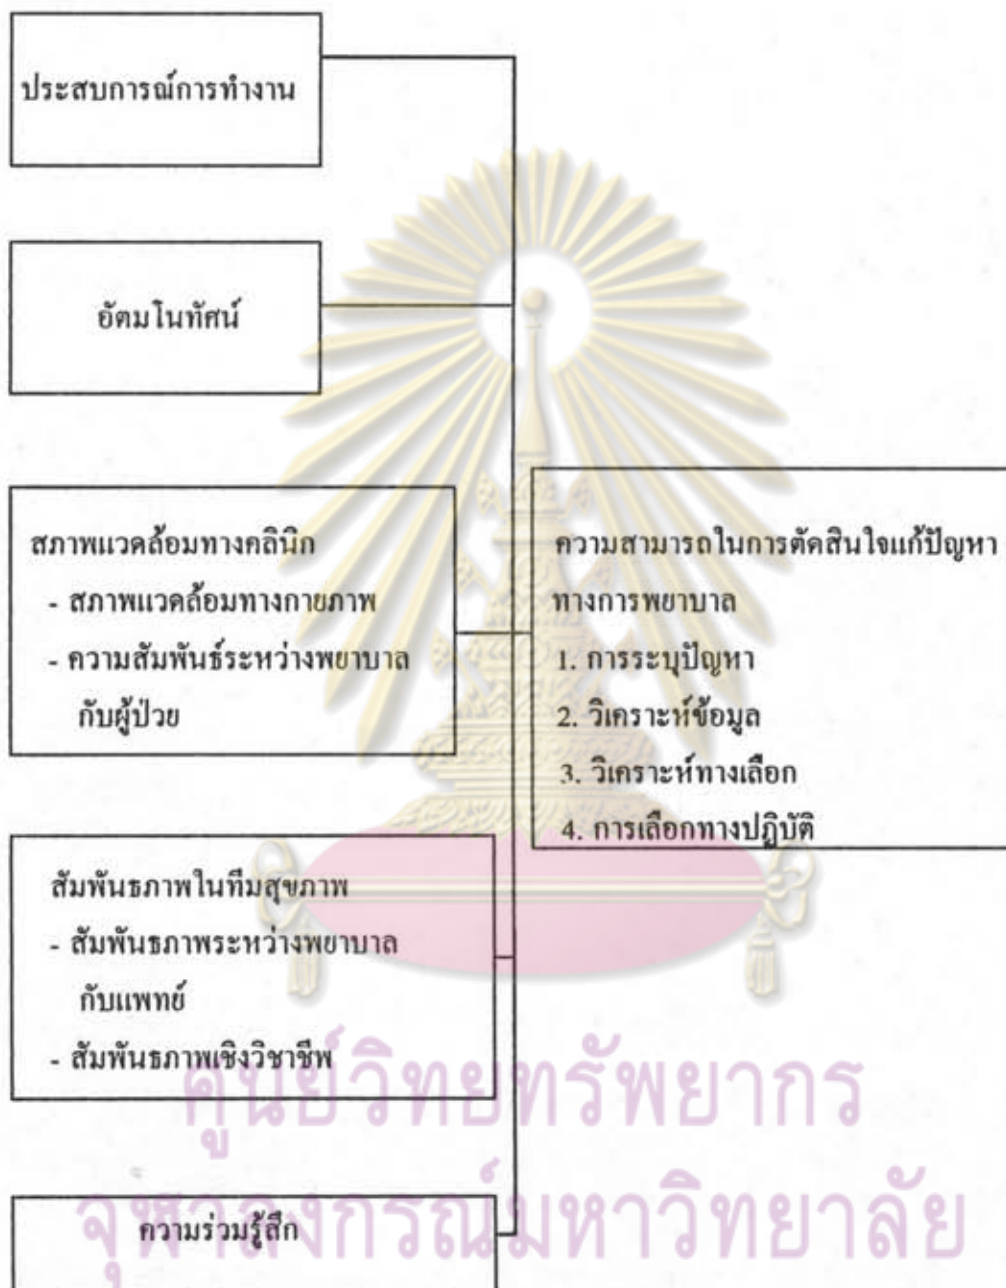 ประสบการณ์การทำงาน
อัตมโนทัศน์
สภาพแวดล้อมทางคลินิก
- สภาพแวดล้อมทางกายภาพ
- ความสัมพันธ์ระหว่างพยาบาล
กับผู้ป่วย
ความสามารถในการตัดสินใจแก้ปัญหา
ทางการพยาบาล
1. การระบุปัญหา
2. วิเคราะห์ข้อมูล
3. วิเคราะห์ทางเลือก
4. การเลือกทางปฏิบัติ
สัมพันธภาพในทีมสุขภาพ
- สัมพันธภาพระหว่างพยาบาล
กับแพทย์
- สัมพันธภาพเชิงวิชาชีพ
ความร่วมรู้สึก
ศูนย์วิทยทรัพยากร
จุฬาลงกรณ์มหาวิทยาลัย